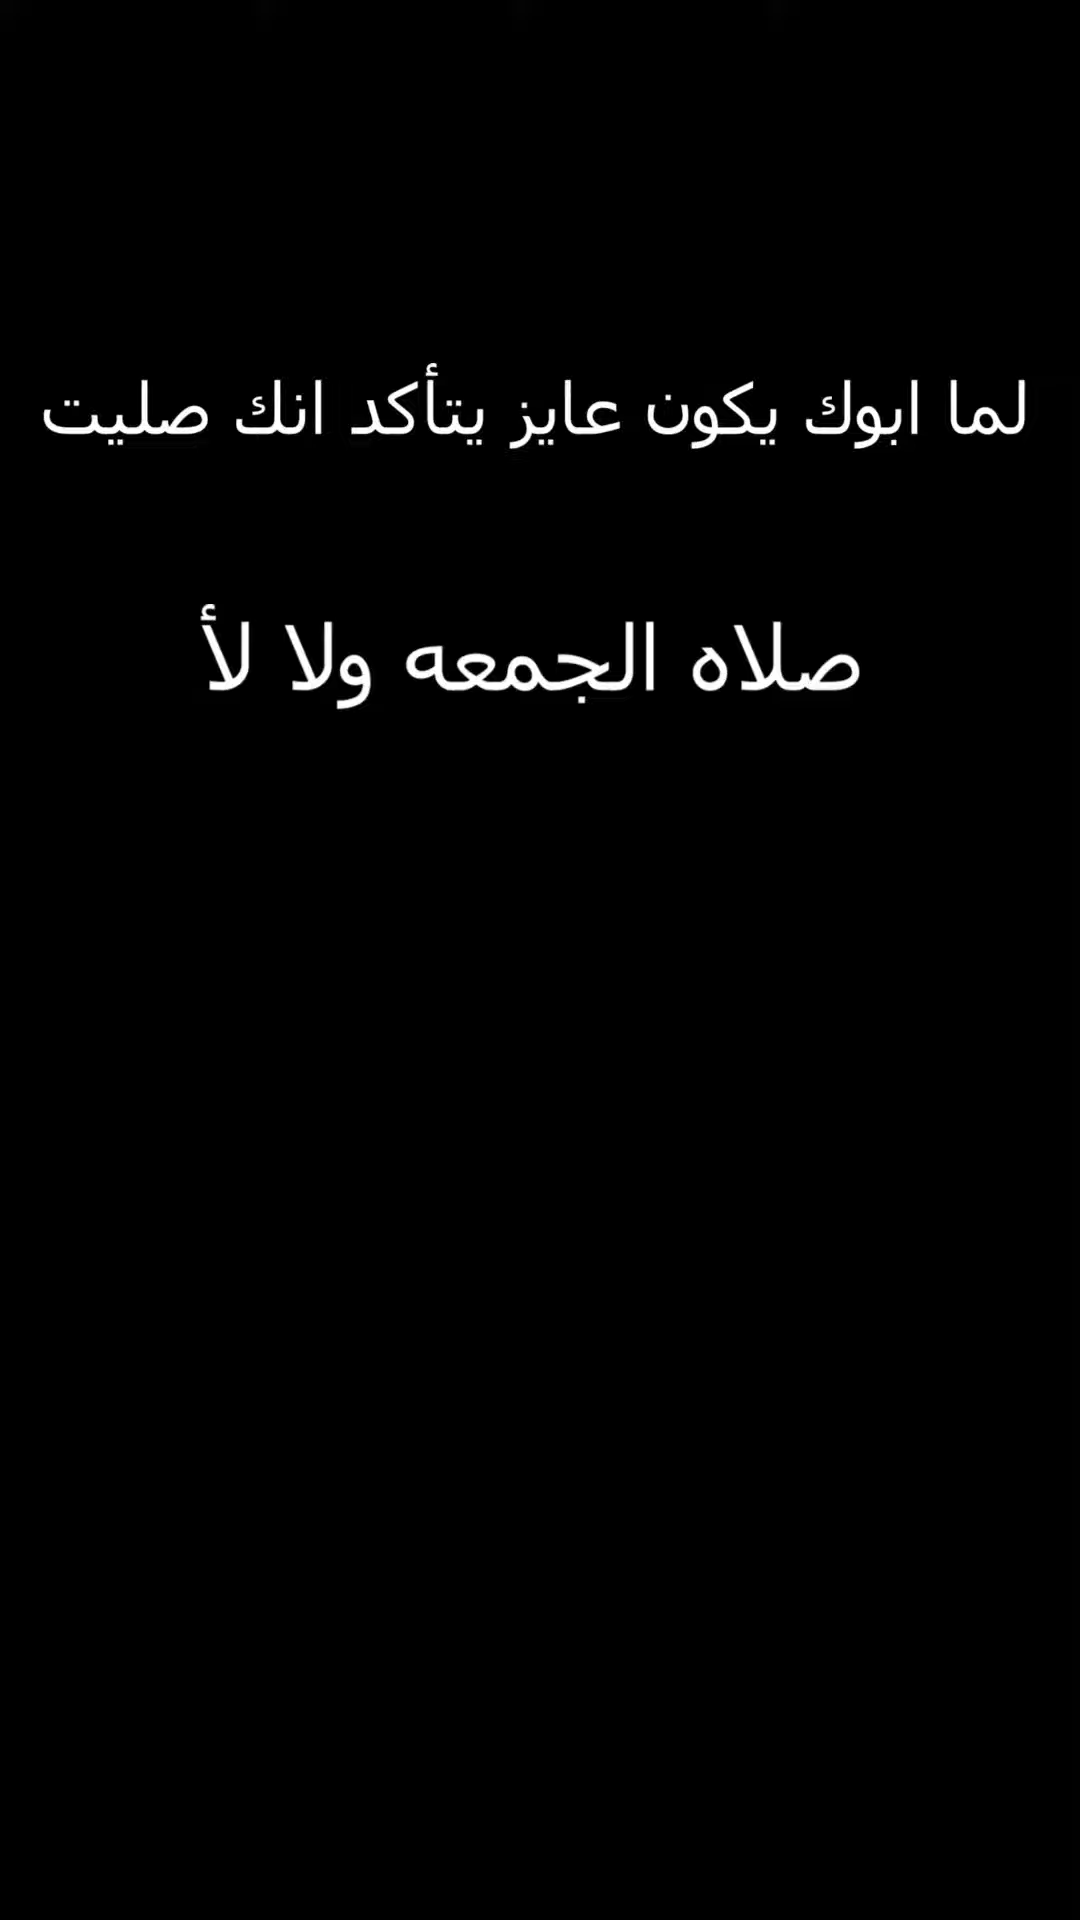 لما ابوك يكون عايز يتأكد انك صليت
صلاه الجمعه ولا لأ